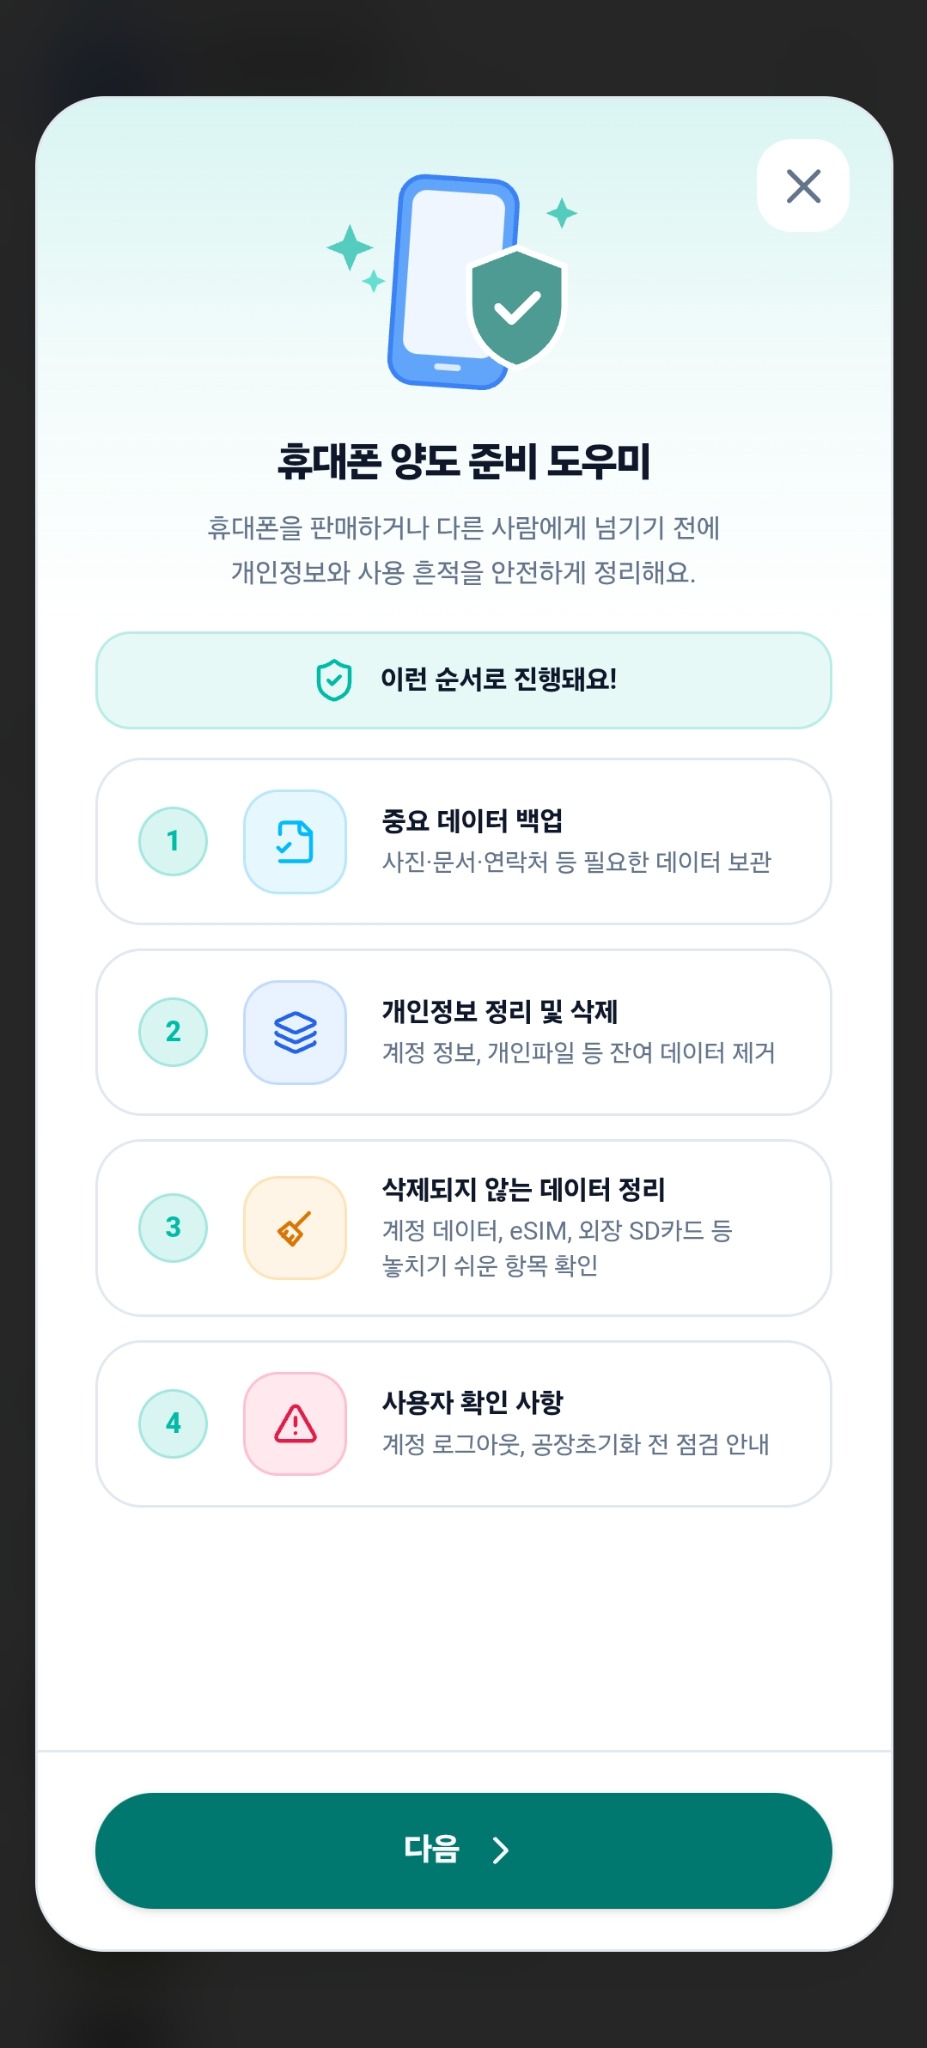 휴대폰 양도 준비 도우미
휴대폰을 판매하거나 다른 사람에게 넘기기 전에
개인정보와 사용 흔적을 안전하게 정리해요.
이런 순서로 진행돼요!
1
중요 데이터 백업
사진·문서·연락처 등 필요한 데이터 보관
2
개인정보 정리 및 삭제
계정 정보, 개인파일 등 잔여 데이터 제거
3
삭제되지 않는 데이터 정리
계정 데이터, eSIM, 외장 SD카드 등
놓치기 쉬운 항목 확인
4
사용자 확인 사항
계정 로그아웃, 공장초기화 전 점검 안내
다음